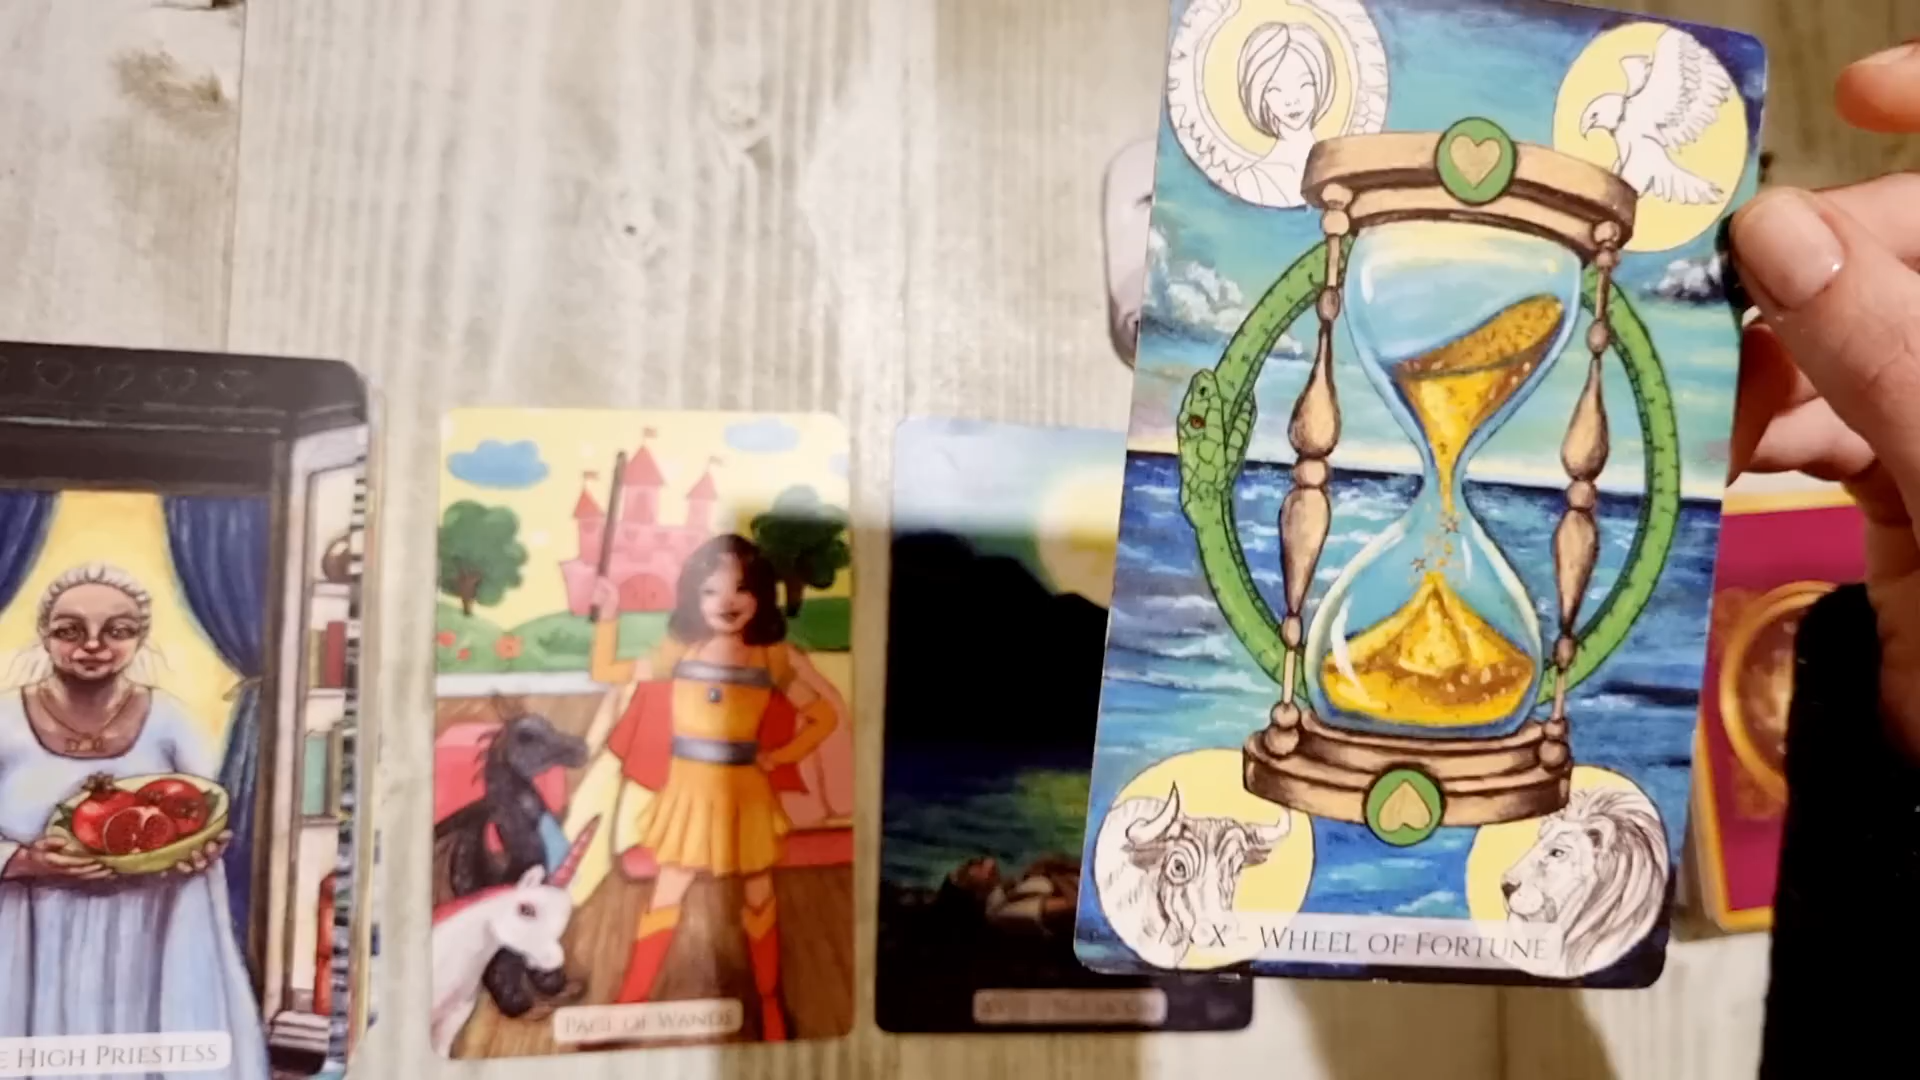 E HIGH PRIESTESS
PAGE OF WANDS
X - WHEEL OF FORTUNE